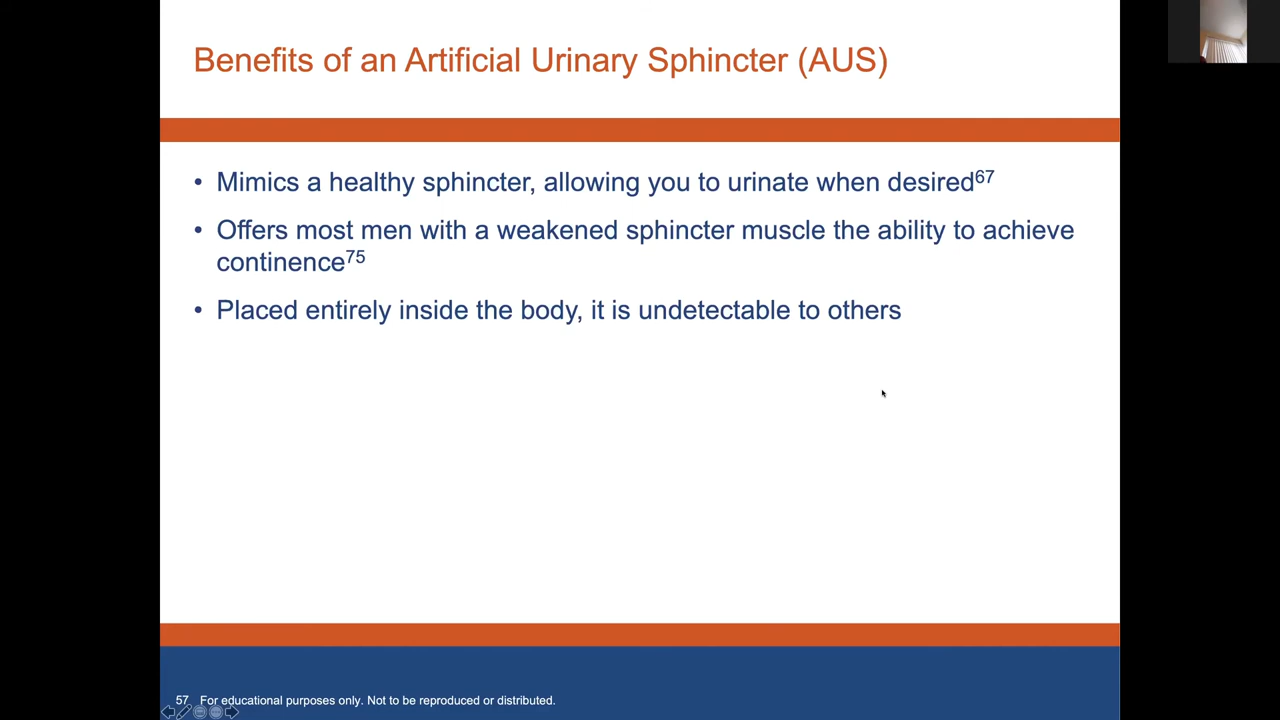 Benefits of an Artificial Urinary Sphincter (AUS)
• Mimics a healthy sphincter, allowing you to urinate when desired67
• Offers most men with a weakened sphincter muscle the ability to achieve
continence75
• Placed entirely inside the body, it is undetectable to others
57 For educational purposes only. Not to be reproduced or distributed.